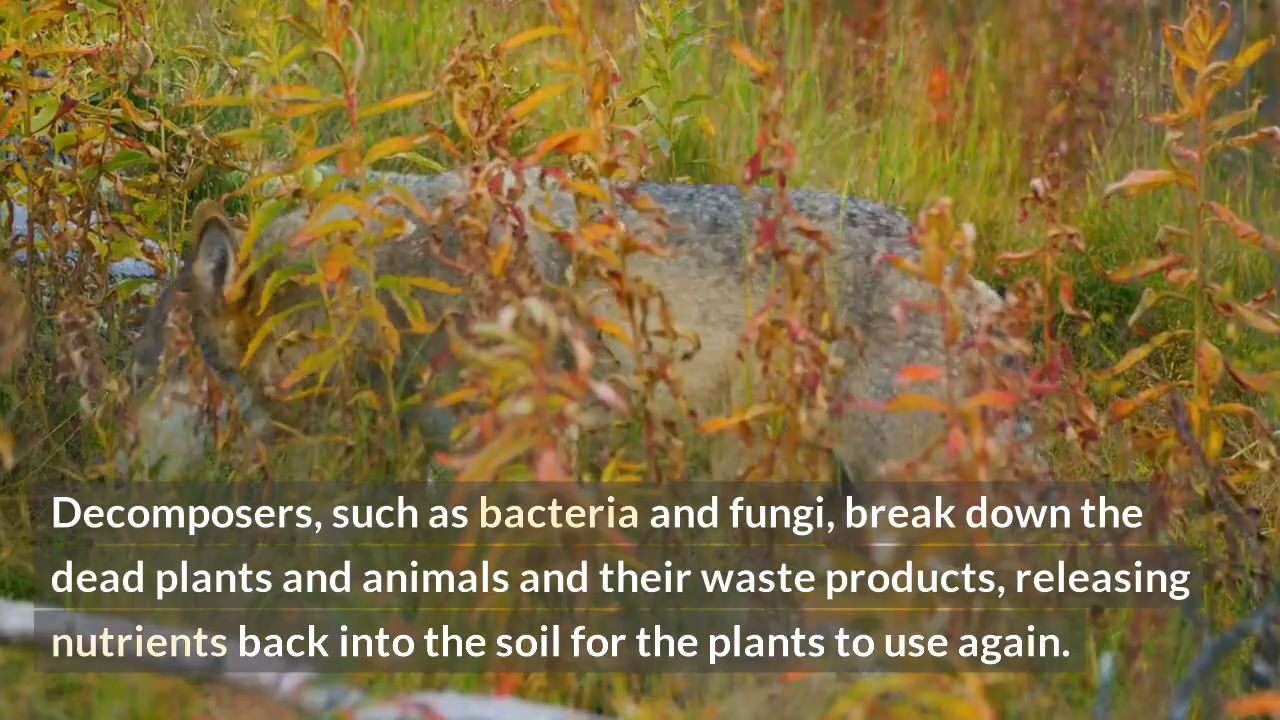 Decomposers, such as bacteria and fungi, break down the
dead plants and animals and their waste products, releasing
nutrients back into the soil for the plants to use again.